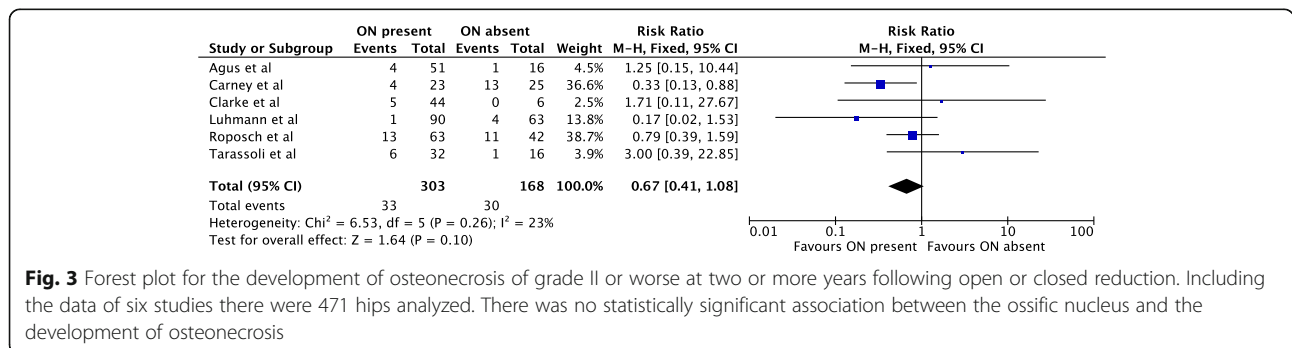 ON present ON absent Risk Ratio Risk Ratio
Study or Subgroup Events Total Events Total Weight M-H, Fixed, 95% CI M-H, Fixed, 95% CI
Agus et al 4 51 1 16 4.5% 1.25 [0.15, 10.44]
Carney et al 4 23 13 25 36.6% 0.33 [0.13, 0.88]
Clarke et al 5 44 0 6 2.5% 1.71 [0.11, 27.67]
Luhmann et al 1 90 4 63 13.8% 0.17 [0.02, 1.53]
Roposch et al 13 63 11 42 38.7% 0.79 [0.39, 1.59]
Tarassoli et al 6 32 1 16 3.9% 3.00 [0.39, 22.85]
Total (95% CI) 303 168 100.0% 0.67 [0.41, 1.08]
Total events 33 30
Heterogeneity: Chi² = 6.53, df = 5 (P = 0.26); I² = 23%
Test for overall effect: Z = 1.64 (P = 0.10)
0.01 0.1 1 10 100
Favours ON present Favours ON absent
Fig. 3 Forest plot for the development of osteonecrosis of grade II or worse at two or more years following open or closed reduction. Including
the data of six studies there were 471 hips analyzed. There was no statistically significant association between the ossific nucleus and the
development of osteonecrosis